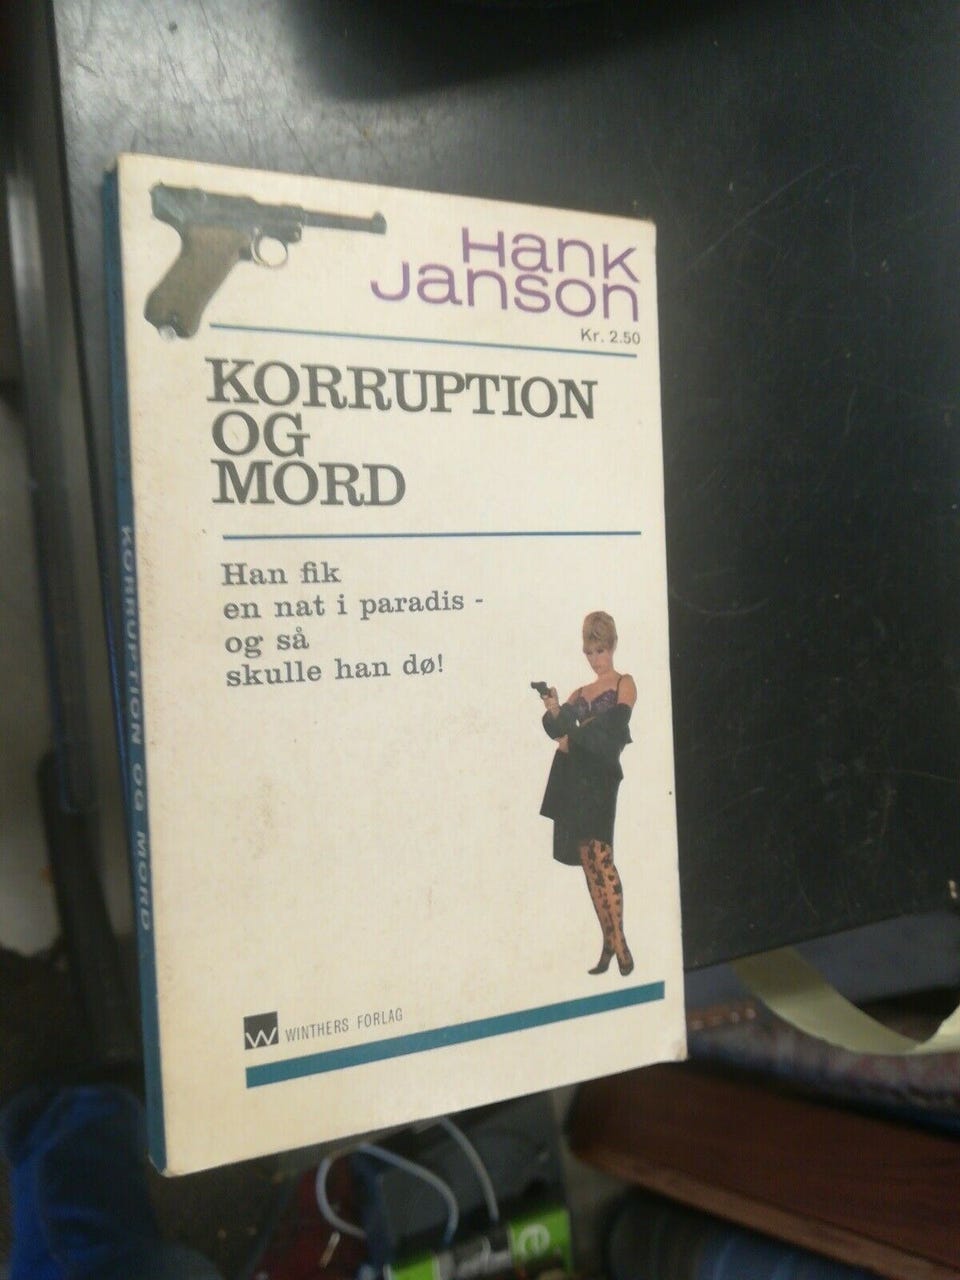 Hank
Janson
Kr. 2.50
KORRUPTION
OG
MORD
Han fik
en nat i paradis -
og så
skulle han dø!
W WINTHERS FORLAG
KORRUPTION OG MORD